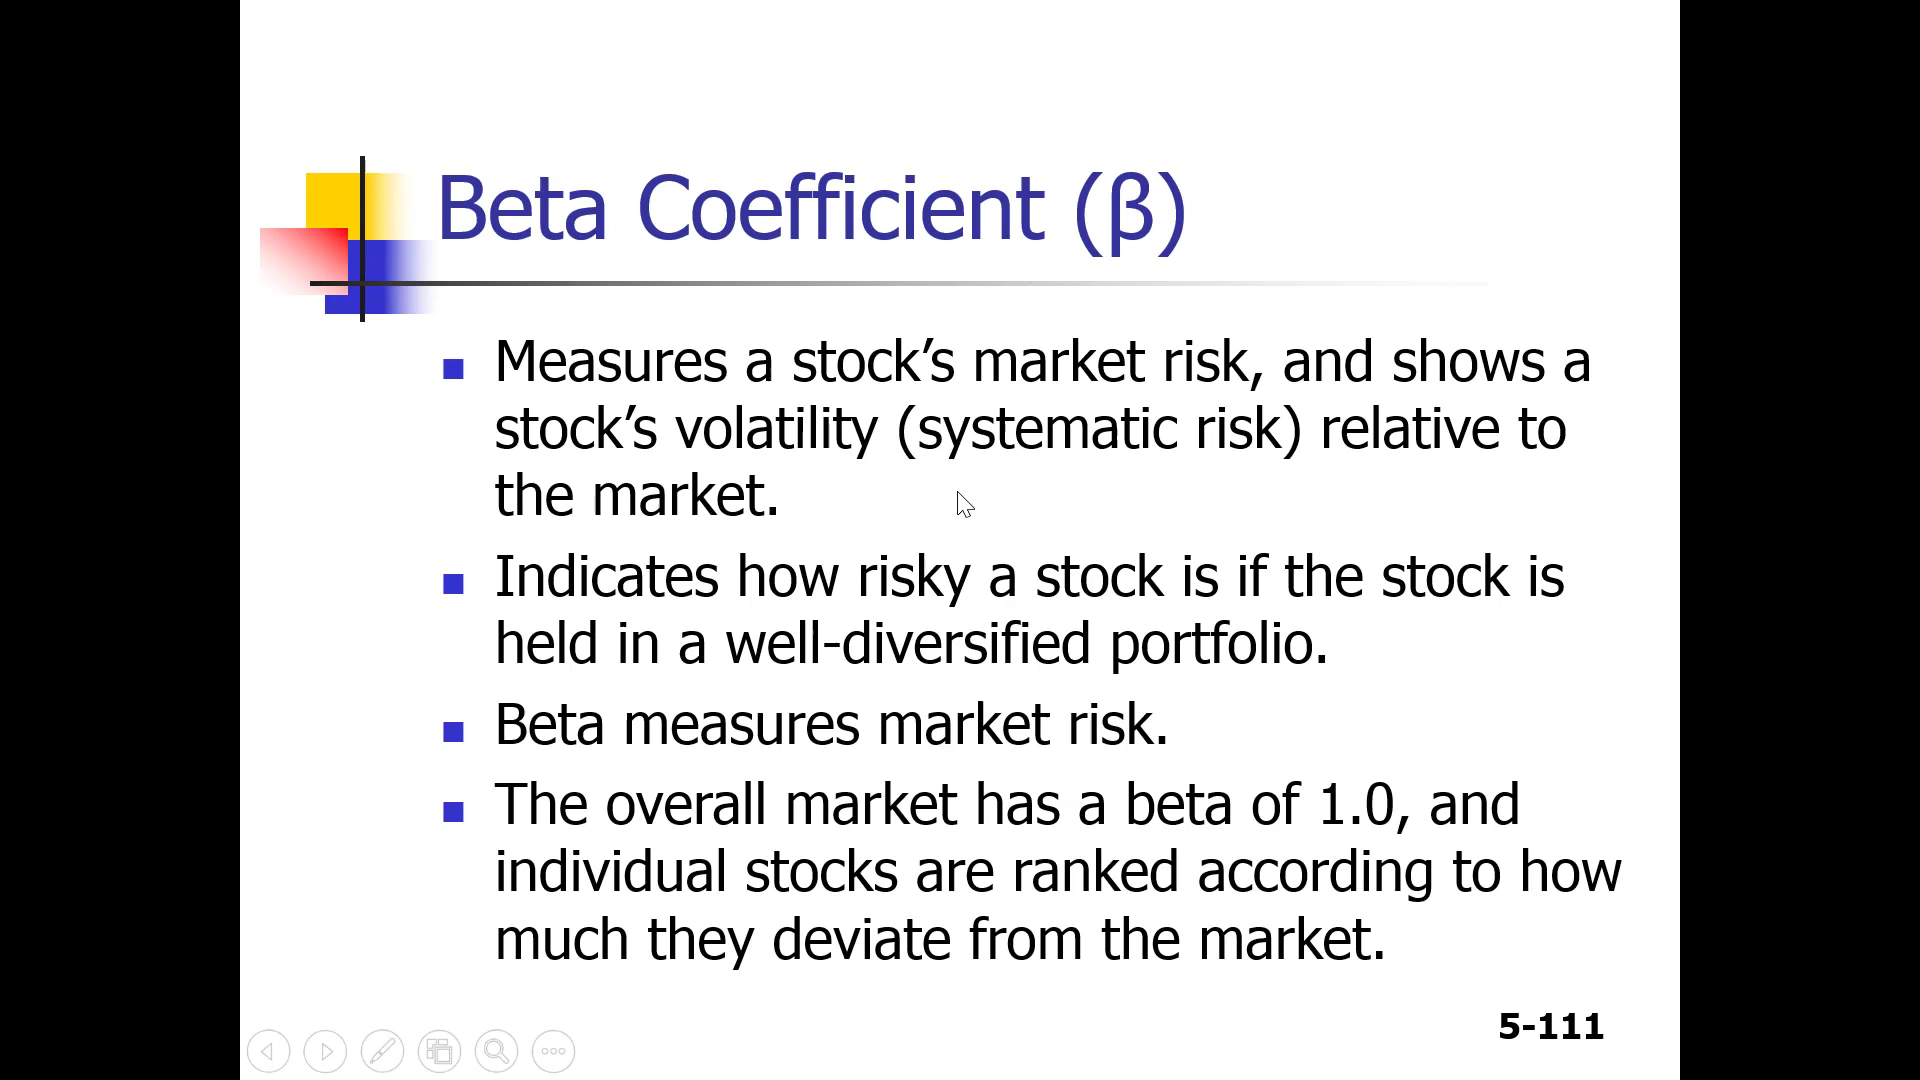 Beta Coefficient (β)
Measures a stock’s market risk, and shows a
stock’s volatility (systematic risk) relative to
the market.
Indicates how risky a stock is if the stock is
held in a well-diversified portfolio.
Beta measures market risk.
The overall market has a beta of 1.0, and
individual stocks are ranked according to how
much they deviate from the market.
5-111